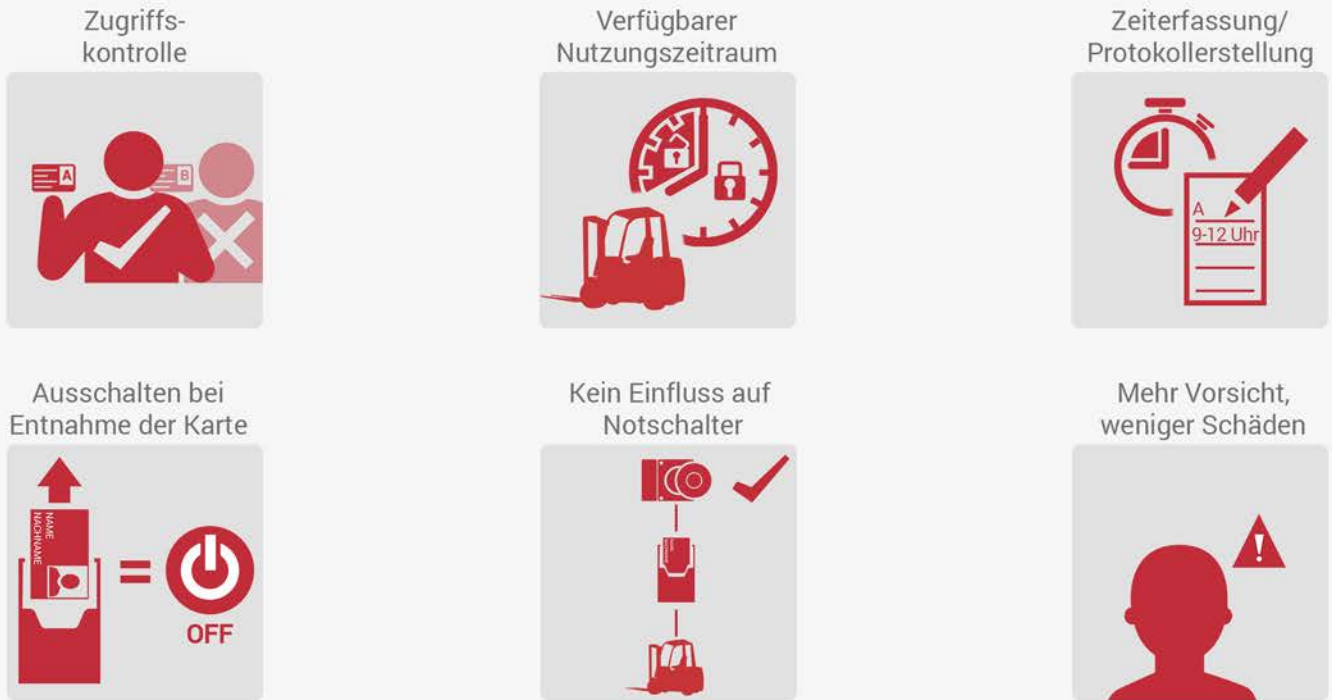 Zugriffs-
kontrolle
Verfügbarer
Nutzungszeitraum
Zeiterfassung/
Protokollerstellung
A
B
A
9-12 Uhr
Ausschalten bei
Entnahme der Karte
Kein Einfluss auf
Notschalter
Mehr Vorsicht,
weniger Schäden
NAME
NACHNAME
OFF
!